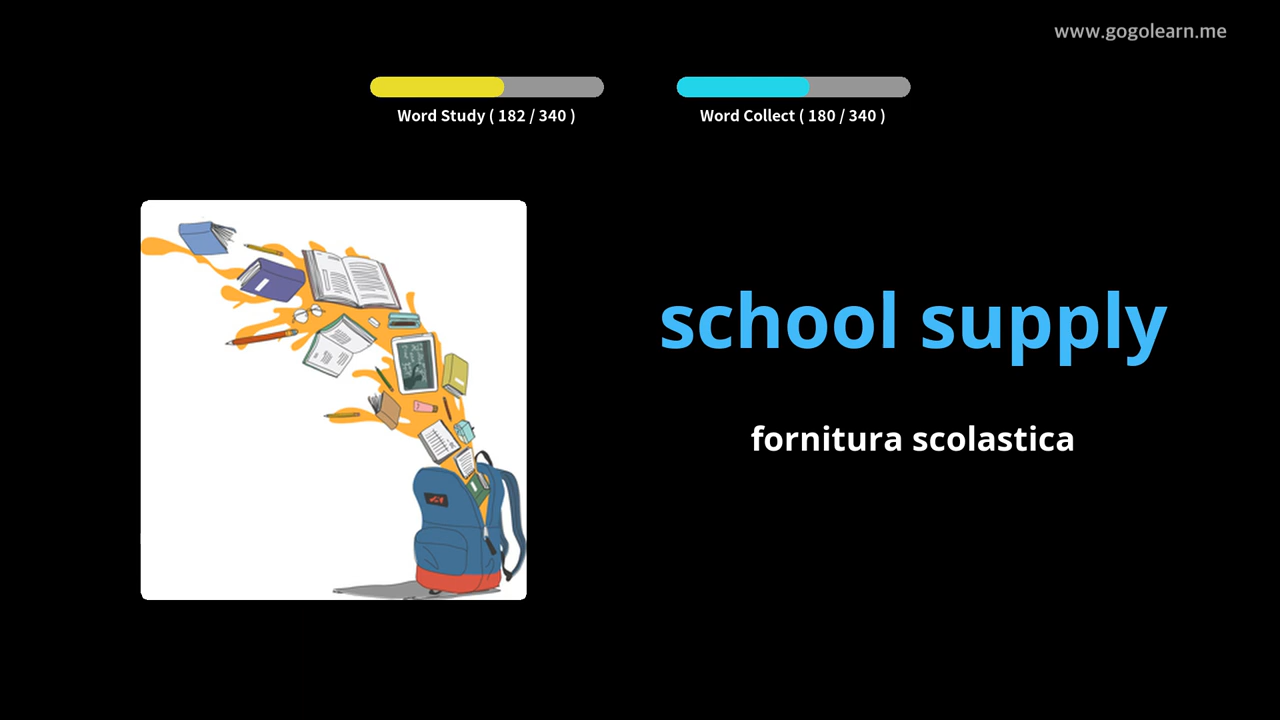 www.gogolearn.me
Word Study ( 182 / 340 )
Word Collect ( 180 / 340 )
school supply
fornitura scolastica